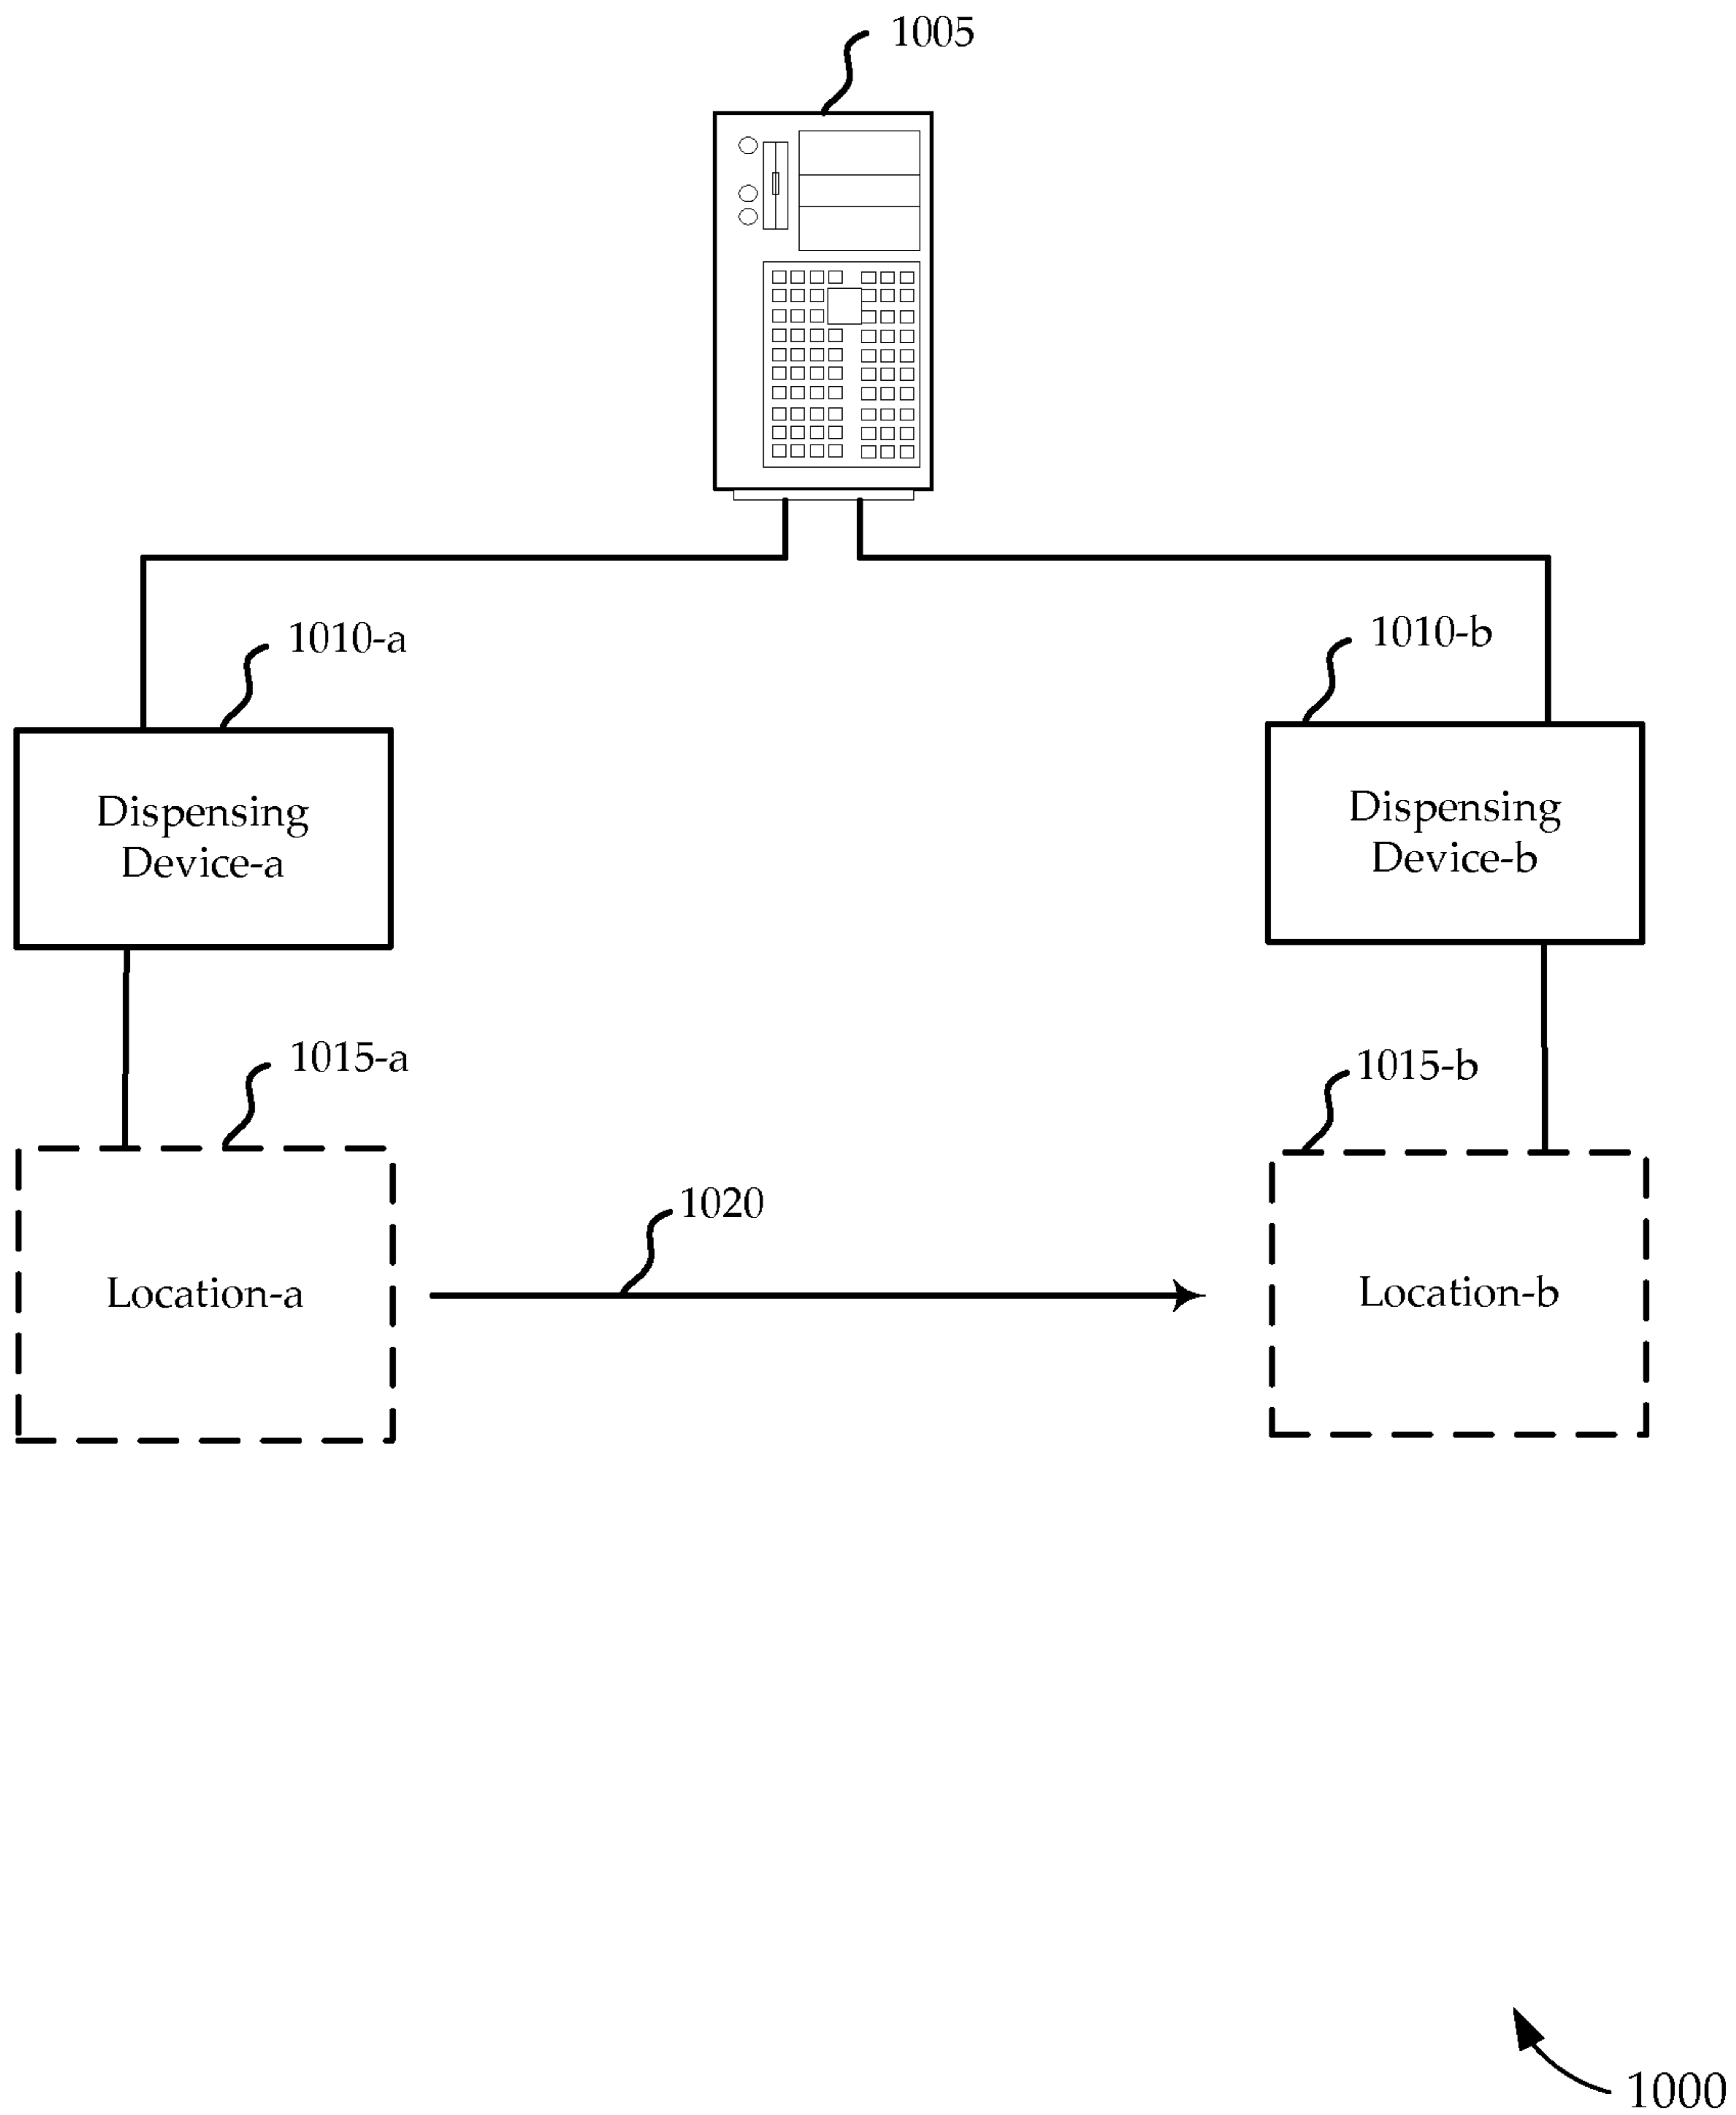 1005
1010-a
1010-b
Dispensing
Device-a
Dispensing
Device-b
1015-a
1015-b
1020
Location-a
Location-b
1000